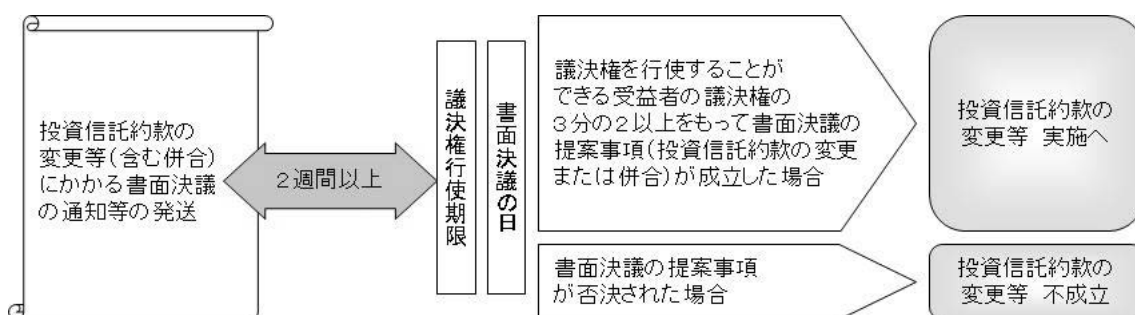 投資信託約款の
変更等（含む併合）
にかかる書面決議
の通知等の発送
２週間以上
議決権行使期限
書面決議の日
議決権を行使することが
できる受益者の議決権の
３分の２以上をもって書面決議の
提案事項（投資信託約款の変更
または併合）が成立した場合
投資信託約款の
変更等 実施へ
書面決議の提案事項
が否決された場合
投資信託約款の
変更等 不成立